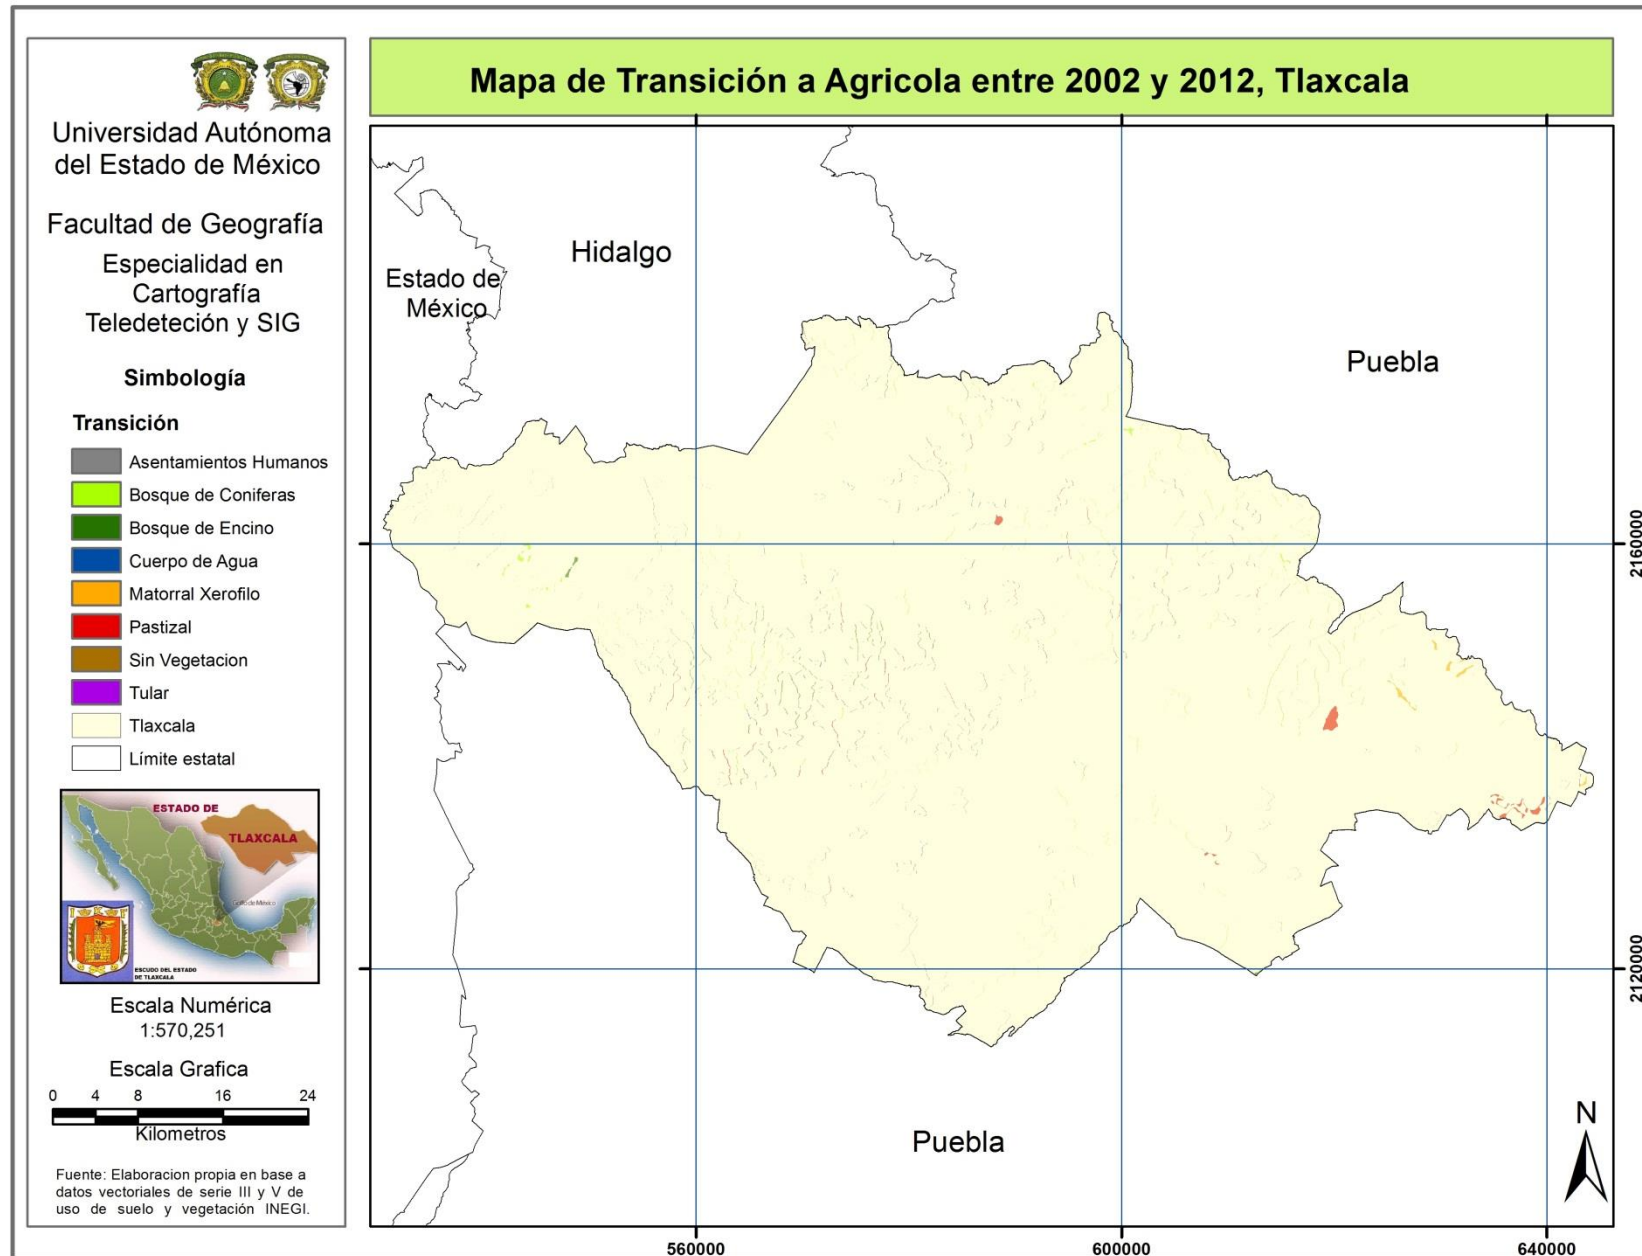 Universidad Autónoma
del Estado de México
Facultad de Geografía
Especialidad en
Cartografía
Teledeteción y SIG
Simbología
Transición
Asentamientos Humanos
Bosque de Coniferas
Bosque de Encino
Cuerpo de Agua
Matorral Xerofilo
Pastizal
Sin Vegetacion
Tular
Tlaxcala
Límite estatal
ESTADO DE
TLAXCALA
Golfo de México
ESCUDO DEL ESTADO
DE TLAXCALA
Escala Numérica
1:570,251
Escala Grafica
0 4 8 16 24
Kilometros
Fuente: Elaboracion propia en base a
datos vectoriales de serie III y V de
uso de suelo y vegetación INEGI.
Mapa de Transición a Agricola entre 2002 y 2012, Tlaxcala
Hidalgo
Estado de
México
Puebla
2160000
2120000
Puebla
N
560000 600000 640000